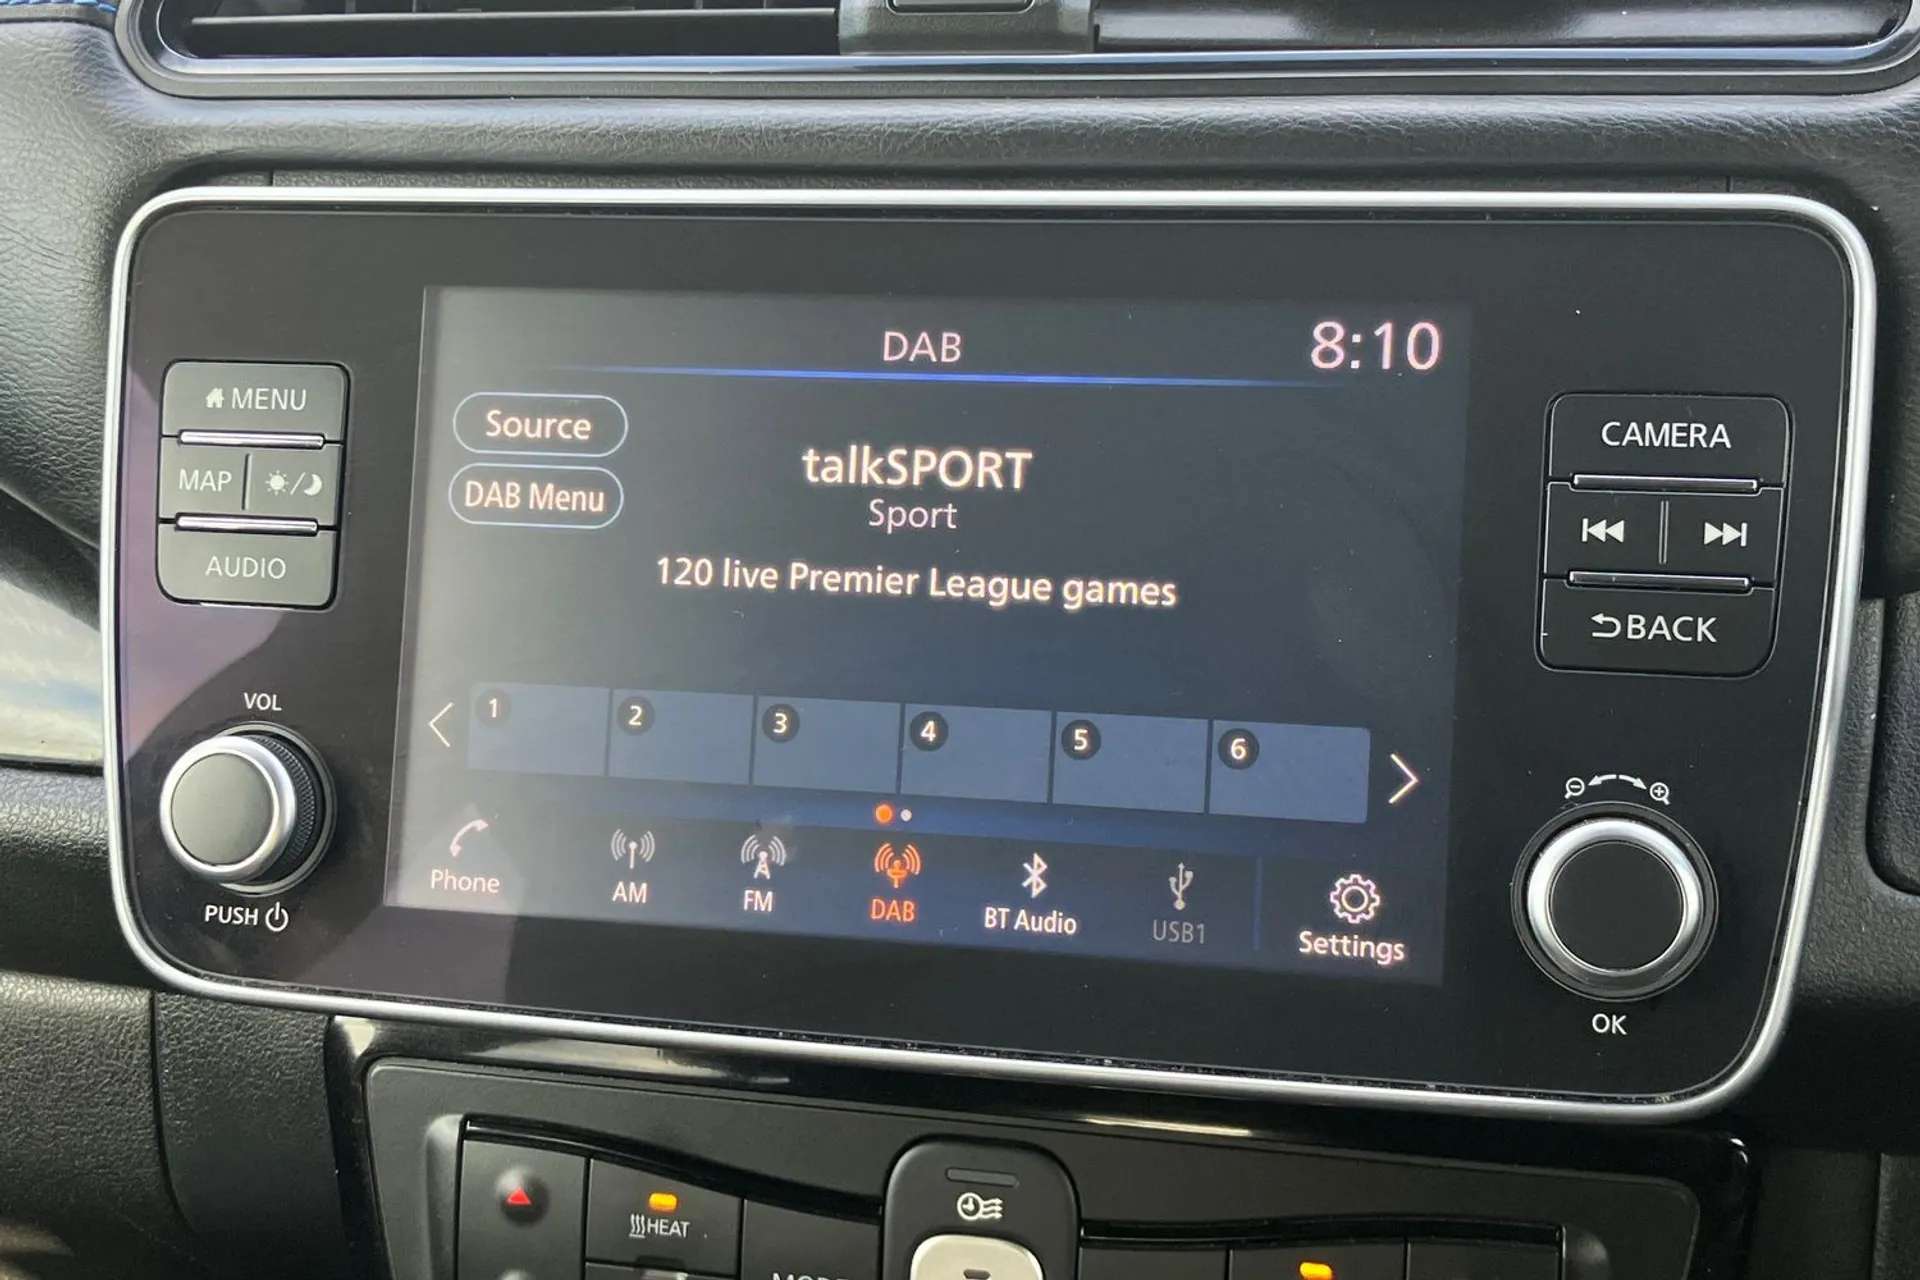 DAB
8:10
MENU
MAP
AUDIO
Source
DAB Menu
talkSPORT
Sport
120 live Premier League games
CAMERA
BACK
1 2 3 4 5 6
VOL
PUSH
Phone
AM
FM
DAB
BT Audio
USB1
Settings
OK
HEAT